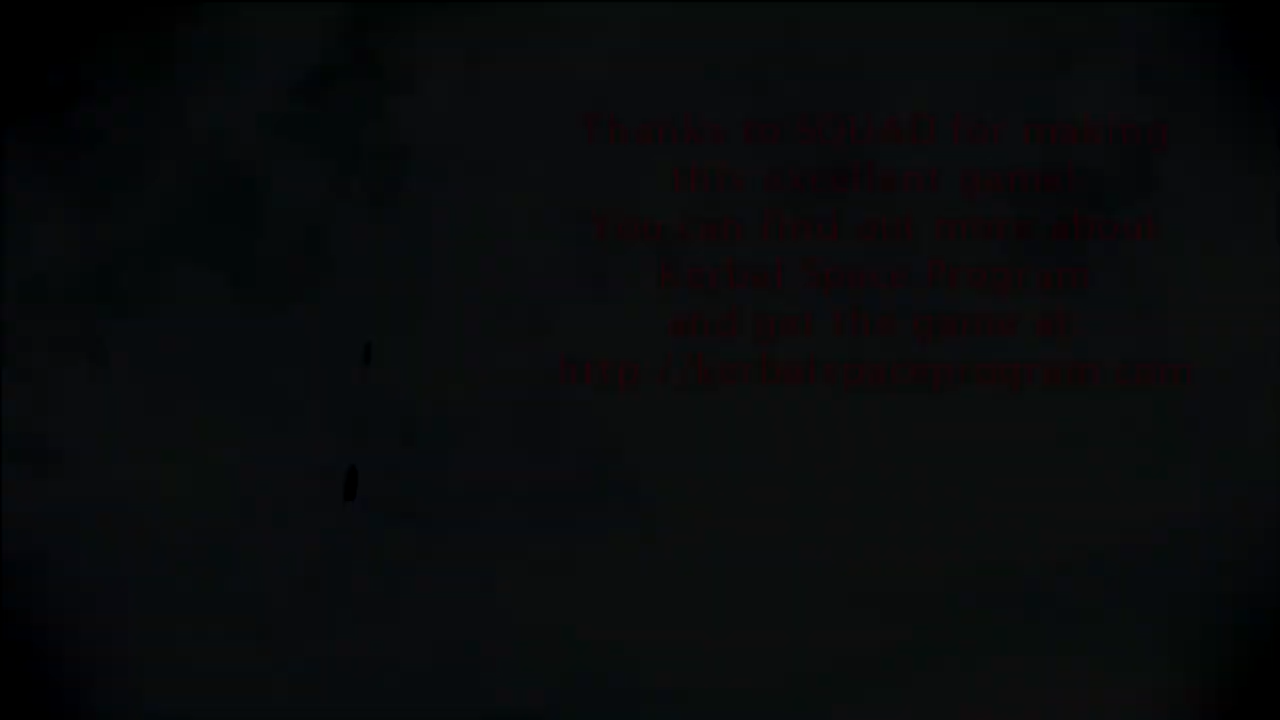 Thanks to SQUAD for making
this excellent game!
You can find out more about
Kerbal Space Program
and get the game at
http://kerbalspaceprogram.com